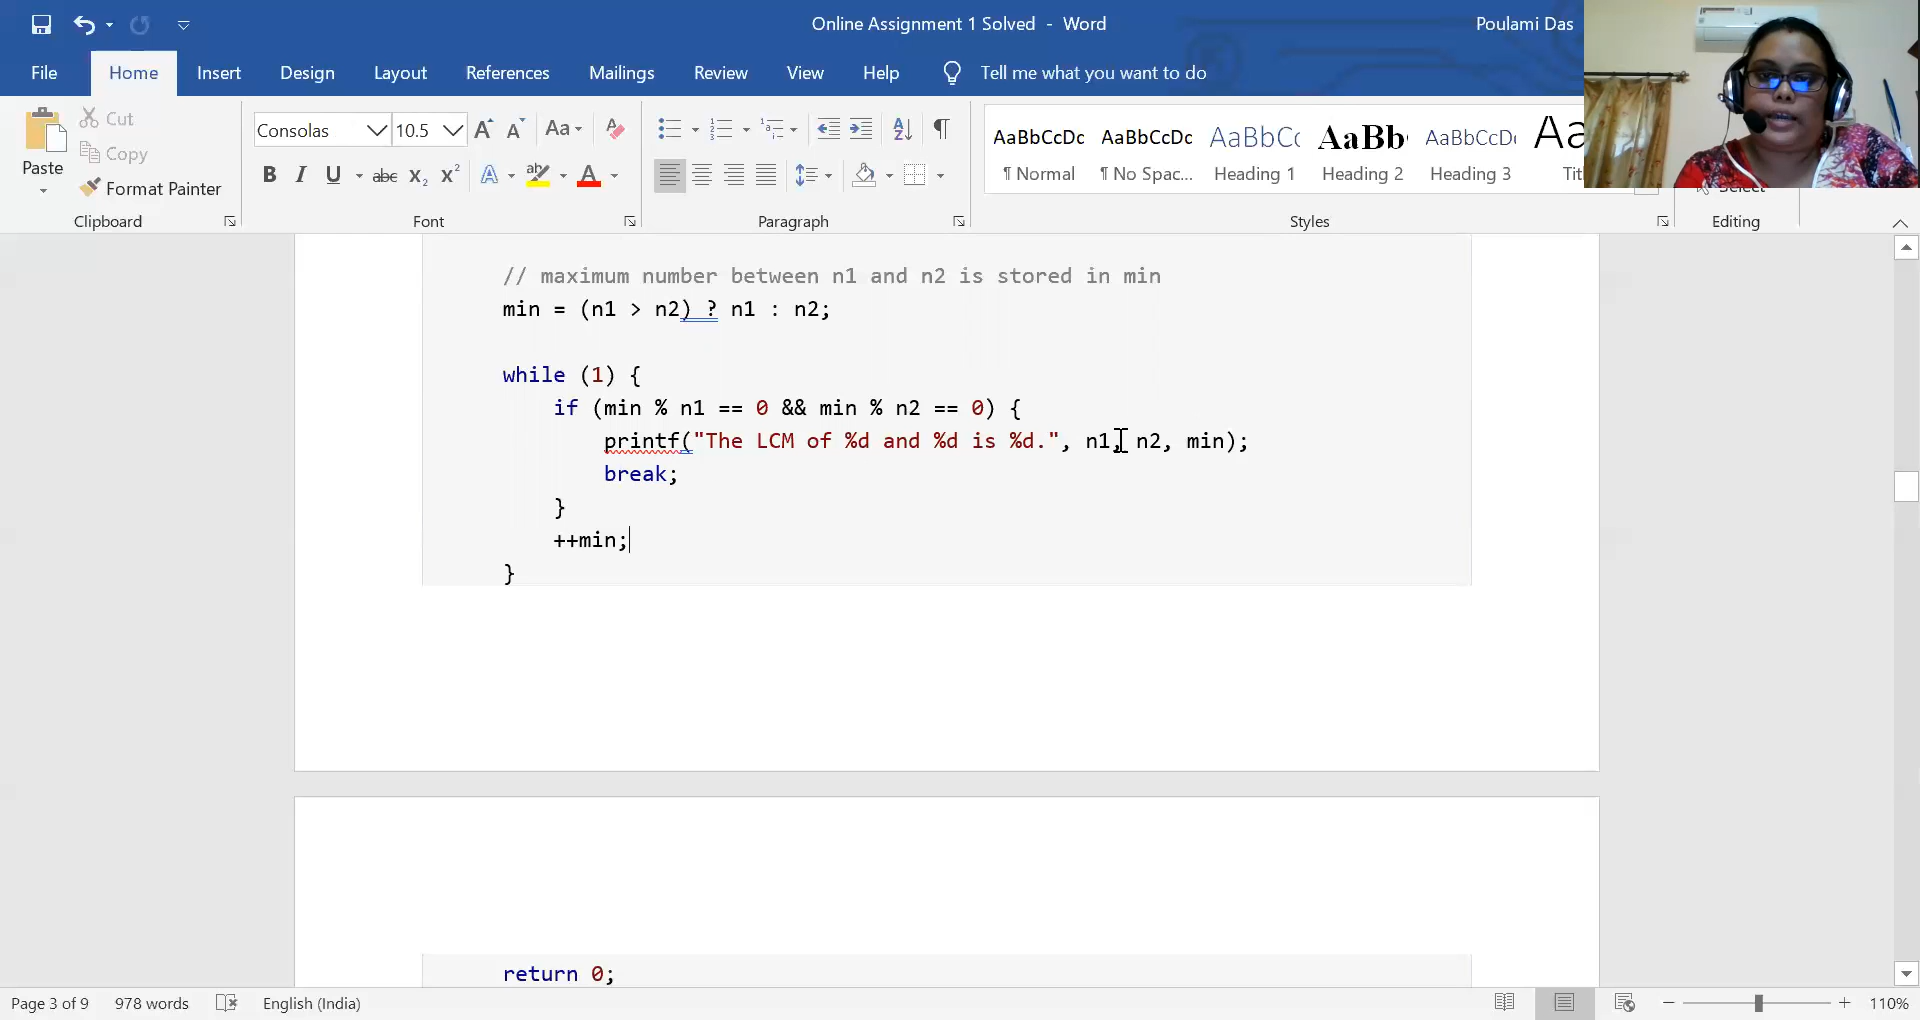 Online Assignment 1 Solved - Word
Poulami Das
File
Home
Insert
Design
Layout
References
Mailings
Review
View
Help
Tell me what you want to do
Paste
Cut
Copy
Format Painter
Clipboard
Consolas
10.5
Aa
B I U abc x₂ x²
Font
Paragraph
AaBbCcDc
¶ Normal
AaBbCcDc
¶ No Spac...
AaBbC(
Heading 1
AaBb(
Heading 2
AaBbCcD(
Heading 3
Aa
Styles
Editing
// maximum number between n1 and n2 is stored in min
min = (n1 > n2) ? n1 : n2;
while (1) {
if (min % n1 == 0 && min % n2 == 0) {
printf("The LCM of %d and %d is %d.", n1, n2, min);
break;
}
++min;
}
return 0;
Page 3 of 9
978 words
English (India)
110%